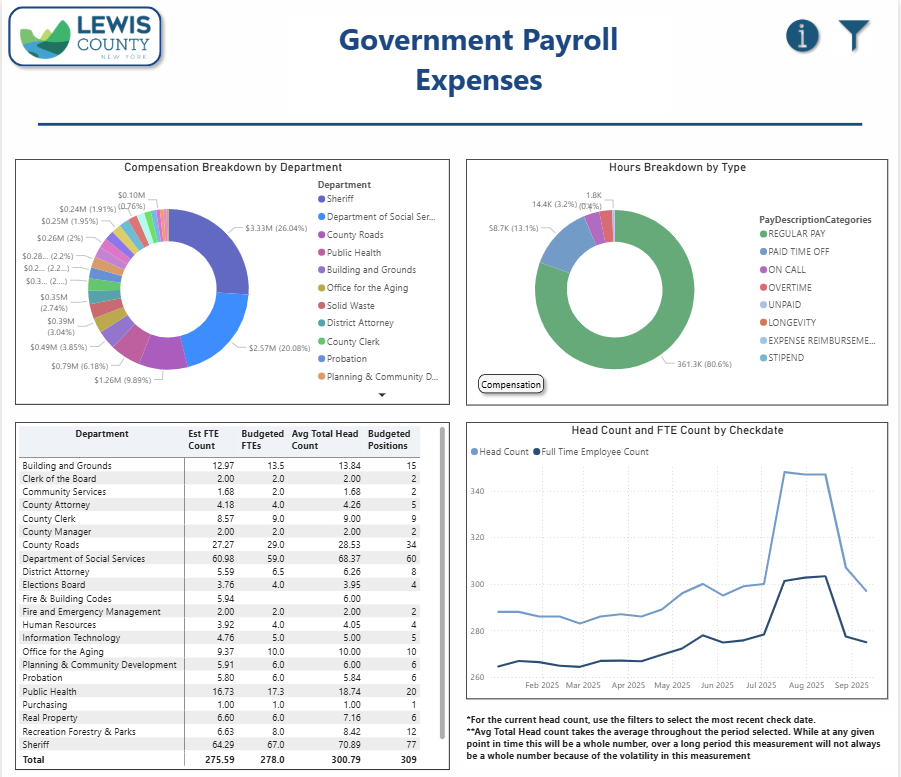 LEWIS
COUNTY
NEW YORK
Government Payroll
Expenses
i
Compensation Breakdown by Department
$0.10M
(0.76%)
$0.24M (1.91%)
$0.25M (1.95%)
$0.26M (2%)
$0.28... (2.2%)
$0.2... (2.2...)
$0.3... (2....)
$0.35M
(2.74%)
$0.39M
(3.04%)
$0.49M (3.85%)
$0.79M (6.18%)
$1.26M (9.89%)
$2.57M (20.08%)
$3.33M (26.04%)
Department
Sheriff
Department of Social Ser...
County Roads
Public Health
Building and Grounds
Office for the Aging
Solid Waste
District Attorney
County Clerk
Probation
Planning & Community D...
Hours Breakdown by Type
1.8K
(0.4%)
14.4K (3.2%)
58.7K (13.1%)
361.3K (80.6%)
PayDescriptionCategories
REGULAR PAY
PAID TIME OFF
ON CALL
OVERTIME
UNPAID
LONGEVITY
EXPENSE REIMBURSEME...
STIPEND
Compensation
Department Est FTE Count Budgeted FTEs Avg Total Head Count Budgeted Positions
Building and Grounds 12.97 13.5 13.84 15
Clerk of the Board 2.00 2.0 2.00 2
Community Services 1.68 2.0 1.68 2
County Attorney 4.18 4.0 4.26 5
County Clerk 8.57 9.0 9.00 9
County Manager 2.00 2.0 2.00 2
County Roads 27.27 29.0 28.53 34
Department of Social Services 60.98 59.0 68.37 60
District Attorney 5.59 6.5 6.26 8
Elections Board 3.76 4.0 3.95 4
Fire & Building Codes 5.94 6.00
Fire and Emergency Management 2.00 2.0 2.00 2
Human Resources 3.92 4.0 4.05 4
Information Technology 4.76 5.0 5.00 5
Office for the Aging 9.37 10.0 10.00 10
Planning & Community Development 5.91 6.0 6.00 6
Probation 5.80 6.0 5.84 6
Public Health 16.73 17.3 18.74 20
Purchasing 1.00 1.0 1.00 1
Real Property 6.60 6.0 7.16 6
Recreation Forestry & Parks 6.63 8.0 8.42 12
Sheriff 64.29 67.0 70.89 77
Total 275.59 278.0 300.79 309
Head Count and FTE Count by Checkdate
Head Count Full Time Employee Count
340
320
300
280
260
Feb 2025 Mar 2025 Apr 2025 May 2025 Jun 2025 Jul 2025 Aug 2025 Sep 2025
*For the current head count, use the filters to select the most recent check date.
**Avg Total Head count takes the average throughout the period selected. While at any given
point in time this will be a whole number, over a long period this measurement will not always
be a whole number because of the volatility in this measurement